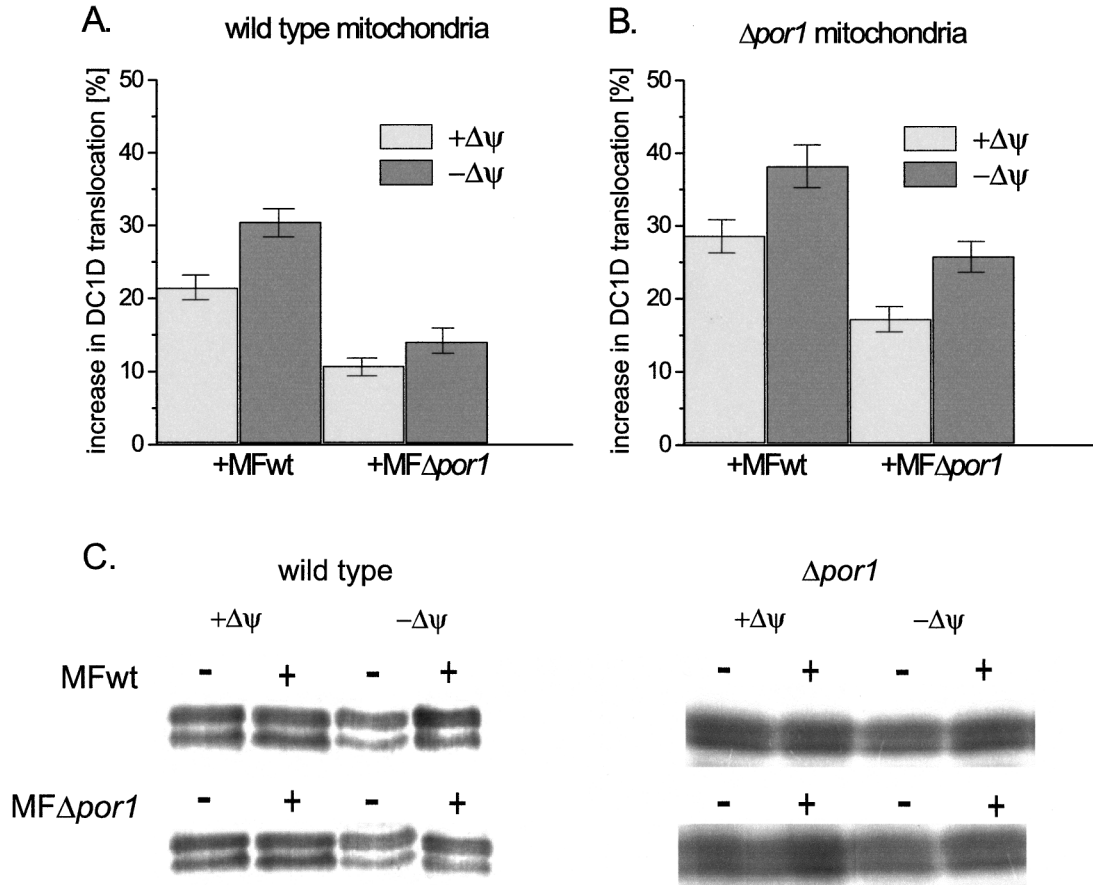 A.
wild type mitochondria
increase in DC1D translocation [%]
50
40
30
20
10
0
+Δψ
−Δψ
+MFwt
+MFΔpor1
B.
Δpor1 mitochondria
increase in DC1D translocation [%]
50
40
30
20
10
0
+Δψ
−Δψ
+MFwt
+MFΔpor1
C.
wild type
Δpor1
+Δψ −Δψ +Δψ −Δψ
MFwt - + - + - + - +
MFΔpor1 - + - + - + - +